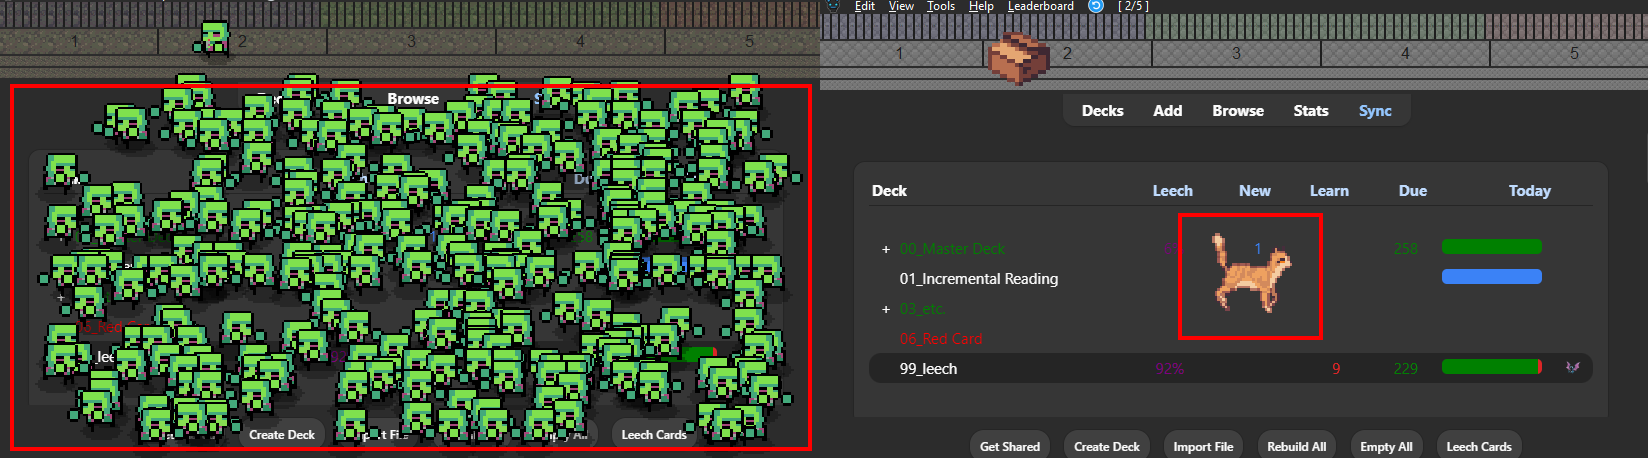 1 2 3 4 5
Browse
Create Deck
Leech Cards
Edit View Tools Help Leaderboard [ 2/5 ]
1 2 3 4 5
Decks Add Browse Stats Sync
Deck Leech New Learn Due Today
+ 00_Master Deck 1 258
01_Incremental Reading
+ 03_etc.
06_Red Card
99_leech 92% 9 229
Get Shared Create Deck Import File Rebuild All Empty All Leech Cards